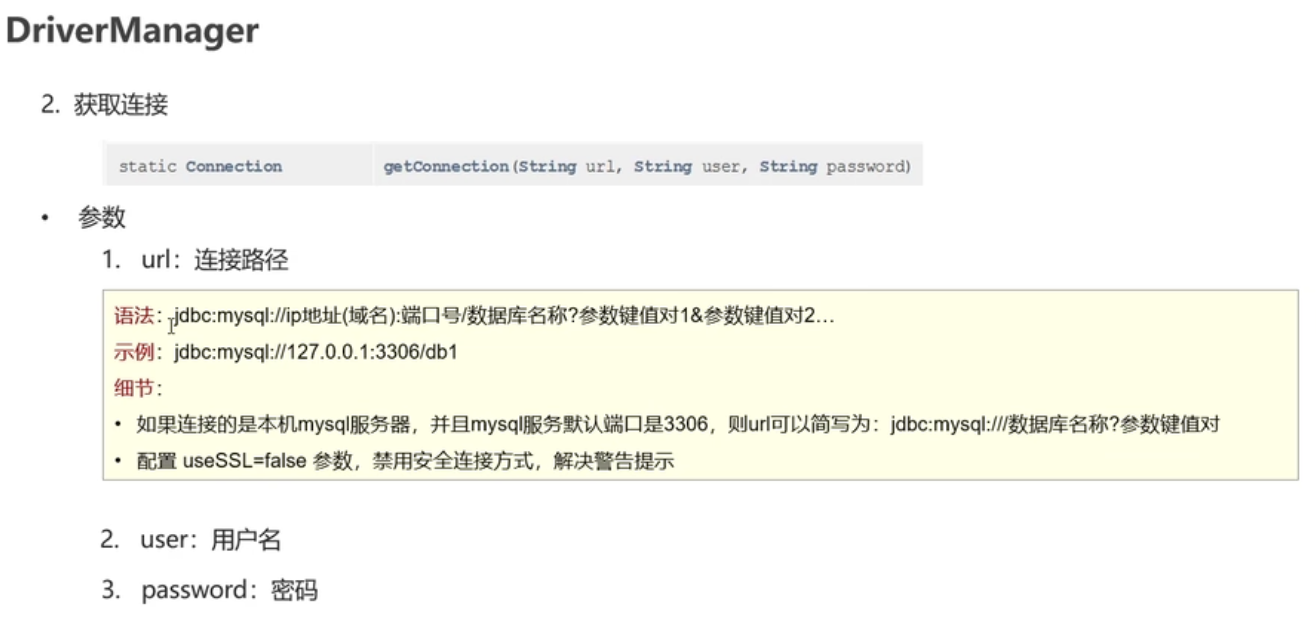 DriverManager
2. 获取连接
static Connection getConnection(String url, String user, String password)
• 参数
1. url：连接路径
语法：jdbc:mysql://ip地址(域名):端口号/数据库名称?参数键值对1&参数键值对2…
示例：jdbc:mysql://127.0.0.1:3306/db1
细节：
• 如果连接的是本机mysql服务器，并且mysql服务默认端口是3306，则url可以简写为：jdbc:mysql:///数据库名称?参数键值对
• 配置 useSSL=false 参数，禁用安全连接方式，解决警告提示
2. user：用户名
3. password：密码